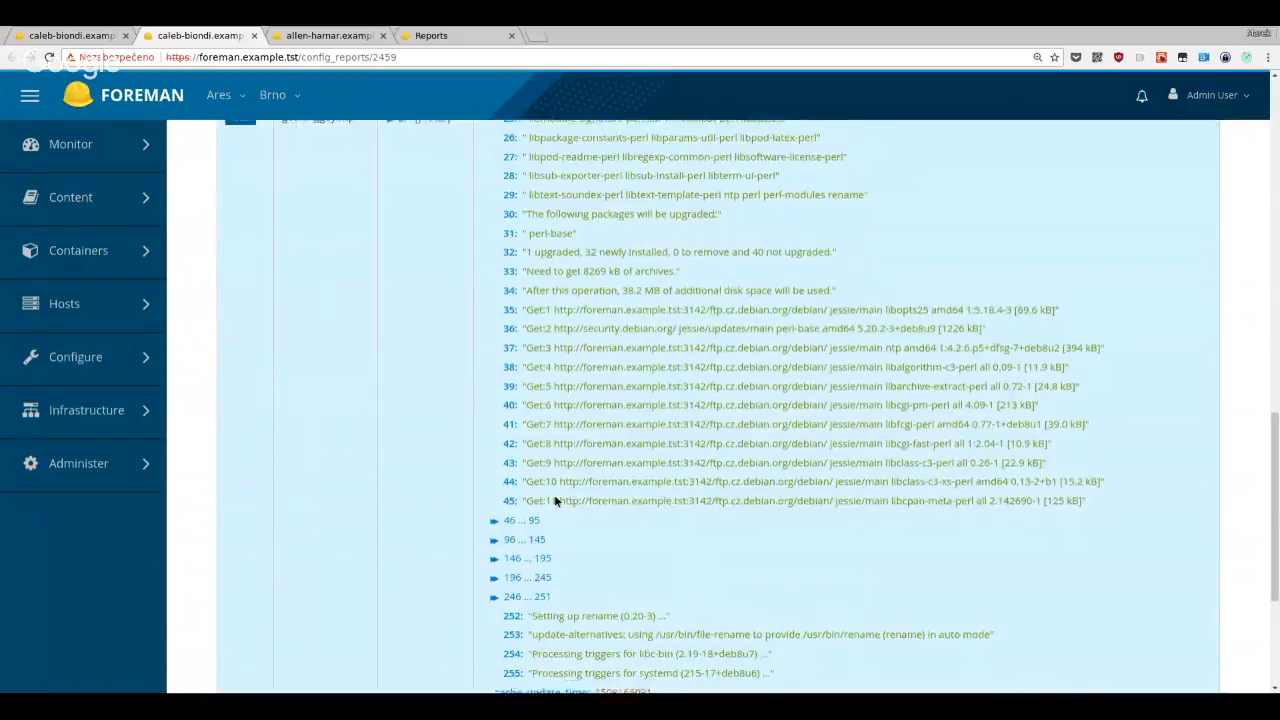 caleb-biondi.examp
caleb-biondi.examp
allen-harnar.examp
Reports
Marek
Nezabezpečeno
https://foreman.example.tst/config_reports/2459
Google
FOREMAN
Ares
Brno
Admin User
Monitor
Content
Containers
Hosts
Configure
Infrastructure
Administer
26: " libpackage-constants-perl libparams-util-perl libpod-latex-perl"
27: " libpod-readme-perl libregexp-common-perl libsoftware-license-perl"
28: " libsub-exporter-perl libsub-install-perl libterm-ui-perl"
29: " libtext-soundex-perl libtext-template-perl ntp perl perl-modules rename"
30: "The following packages will be upgraded:"
31: " perl-base"
32: "1 upgraded, 32 newly installed, 0 to remove and 40 not upgraded."
33: "Need to get 8269 kB of archives."
34: "After this operation, 38.2 MB of additional disk space will be used."
35: "Get:1 http://foreman.example.tst:3142/ftp.cz.debian.org/debian/ jessie/main libopts25 amd64 1:5.18.4-3 [69.6 kB]"
36: "Get:2 http://security.debian.org/ jessie/updates/main perl-base amd64 5.20.2-3+deb8u9 [1226 kB]"
37: "Get:3 http://foreman.example.tst:3142/ftp.cz.debian.org/debian/ jessie/main ntp amd64 1:4.2.6.p5+dfsg-7+deb8u2 [394 kB]"
38: "Get:4 http://foreman.example.tst:3142/ftp.cz.debian.org/debian/ jessie/main libalgorithm-c3-perl all 0.09-1 [11.9 kB]"
39: "Get:5 http://foreman.example.tst:3142/ftp.cz.debian.org/debian/ jessie/main libarchive-extract-perl all 0.72-1 [24.8 kB]"
40: "Get:6 http://foreman.example.tst:3142/ftp.cz.debian.org/debian/ jessie/main libcgi-pm-perl all 4.09-1 [213 kB]"
41: "Get:7 http://foreman.example.tst:3142/ftp.cz.debian.org/debian/ jessie/main libfcgi-perl amd64 0.77-1+deb8u1 [39.0 kB]"
42: "Get:8 http://foreman.example.tst:3142/ftp.cz.debian.org/debian/ jessie/main libcgi-fast-perl all 1:2.04-1 [10.9 kB]"
43: "Get:9 http://foreman.example.tst:3142/ftp.cz.debian.org/debian/ jessie/main libclass-c3-perl all 0.26-1 [22.9 kB]"
44: "Get:10 http://foreman.example.tst:3142/ftp.cz.debian.org/debian/ jessie/main libclass-c3-xs-perl amd64 0.13-2+b1 [15.2 kB]"
45: "Get:11 http://foreman.example.tst:3142/ftp.cz.debian.org/debian/ jessie/main libcpan-meta-perl all 2.142690-1 [125 kB]"
46 ... 95
96 ... 145
146 ... 195
196 ... 245
246 ... 251
252: "Setting up rename (0.20-3) ..."
253: "update-alternatives: using /usr/bin/file-rename to provide /usr/bin/rename (rename) in auto mode"
254: "Processing triggers for libc-bin (2.19-18+deb8u7) ..."
255: "Processing triggers for systemd (215-17+deb8u6) ..."